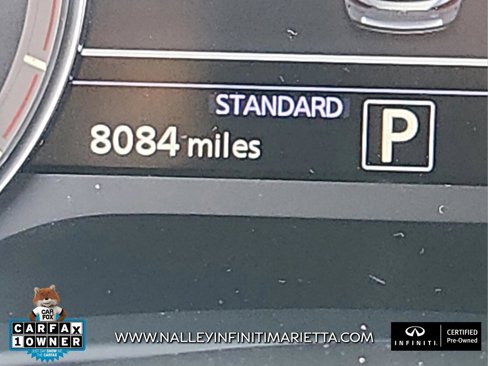 STANDARD
8084 miles
P
CAR
FOX
CARFAX
1 OWNER
WWW.NALLEYINFINITIMARIETTA.COM
INFINITI
CERTIFIED
Pre-Owned